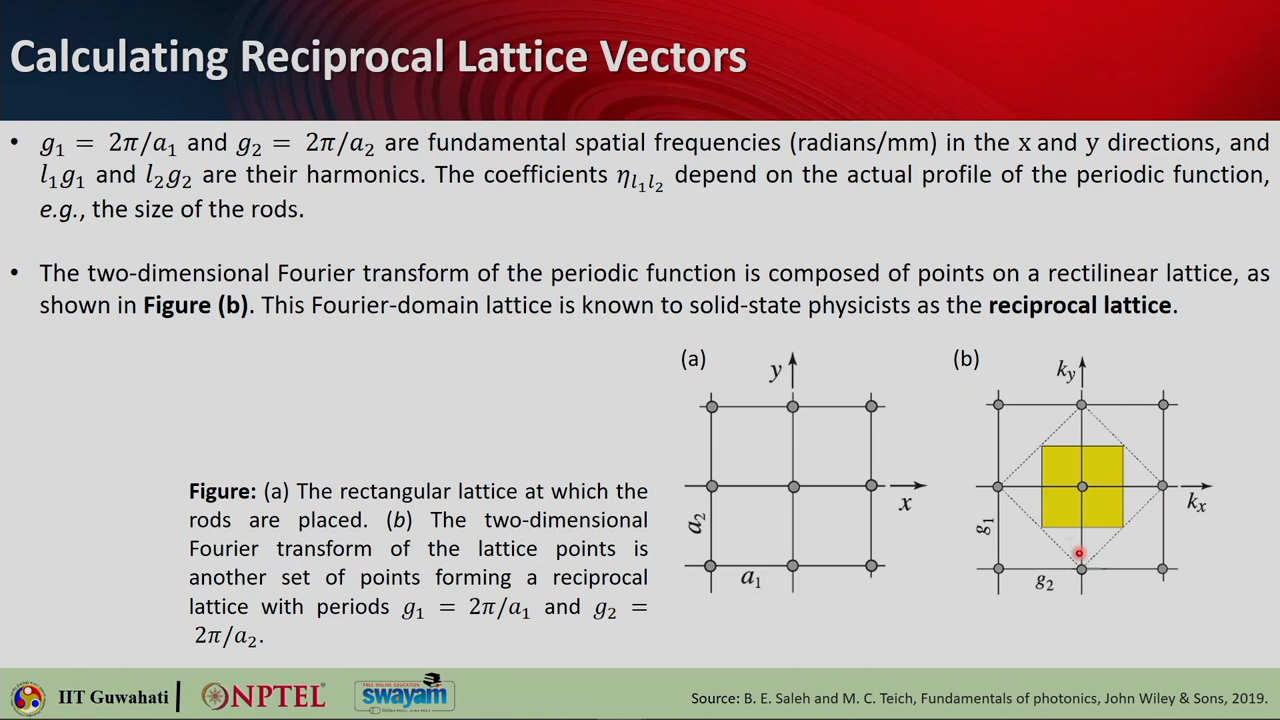 Calculating Reciprocal Lattice Vectors
• g₁ = 2π/a₁ and g₂ = 2π/a₂ are fundamental spatial frequencies (radians/mm) in the x and y directions, and
l₁g₁ and l₂g₂ are their harmonics. The coefficients η_{l₁l₂} depend on the actual profile of the periodic function,
e.g., the size of the rods.
• The two-dimensional Fourier transform of the periodic function is composed of points on a rectilinear lattice, as
shown in Figure (b). This Fourier-domain lattice is known to solid-state physicists as the reciprocal lattice.
(a)
y
x
a₂
a₁
(b)
k_y
k_x
g₁
g₂
Figure: (a) The rectangular lattice at which the
rods are placed. (b) The two-dimensional
Fourier transform of the lattice points is
another set of points forming a reciprocal
lattice with periods g₁ = 2π/a₁ and g₂ =
2π/a₂.
IIT Guwahati
NPTEL
FREE ONLINE EDUCATION
swayam
Source: B. E. Saleh and M. C. Teich, Fundamentals of photonics, John Wiley & Sons, 2019.